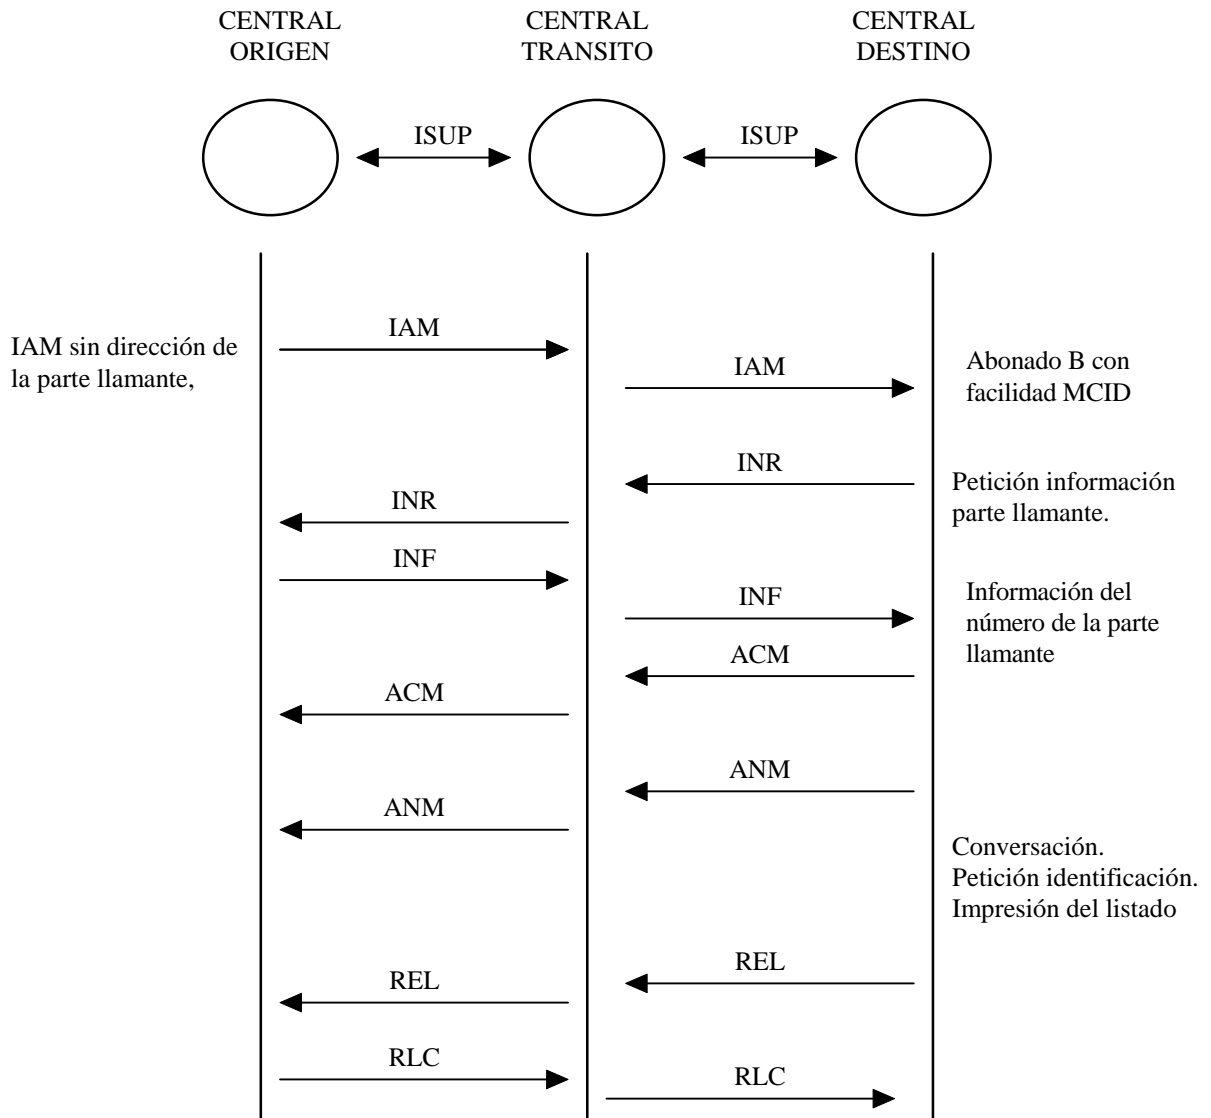 CENTRAL
ORIGEN
CENTRAL
TRANSITO
CENTRAL
DESTINO
ISUP
ISUP
IAM
IAM sin dirección de
la parte llamante,
IAM
Abonado B con
facilidad MCID
INR
Petición información
parte llamante.
INR
INF
INF
Información del
número de la parte
llamante
ACM
ACM
ANM
ANM
Conversación.
Petición identificación.
Impresión del listado
REL
REL
RLC
RLC